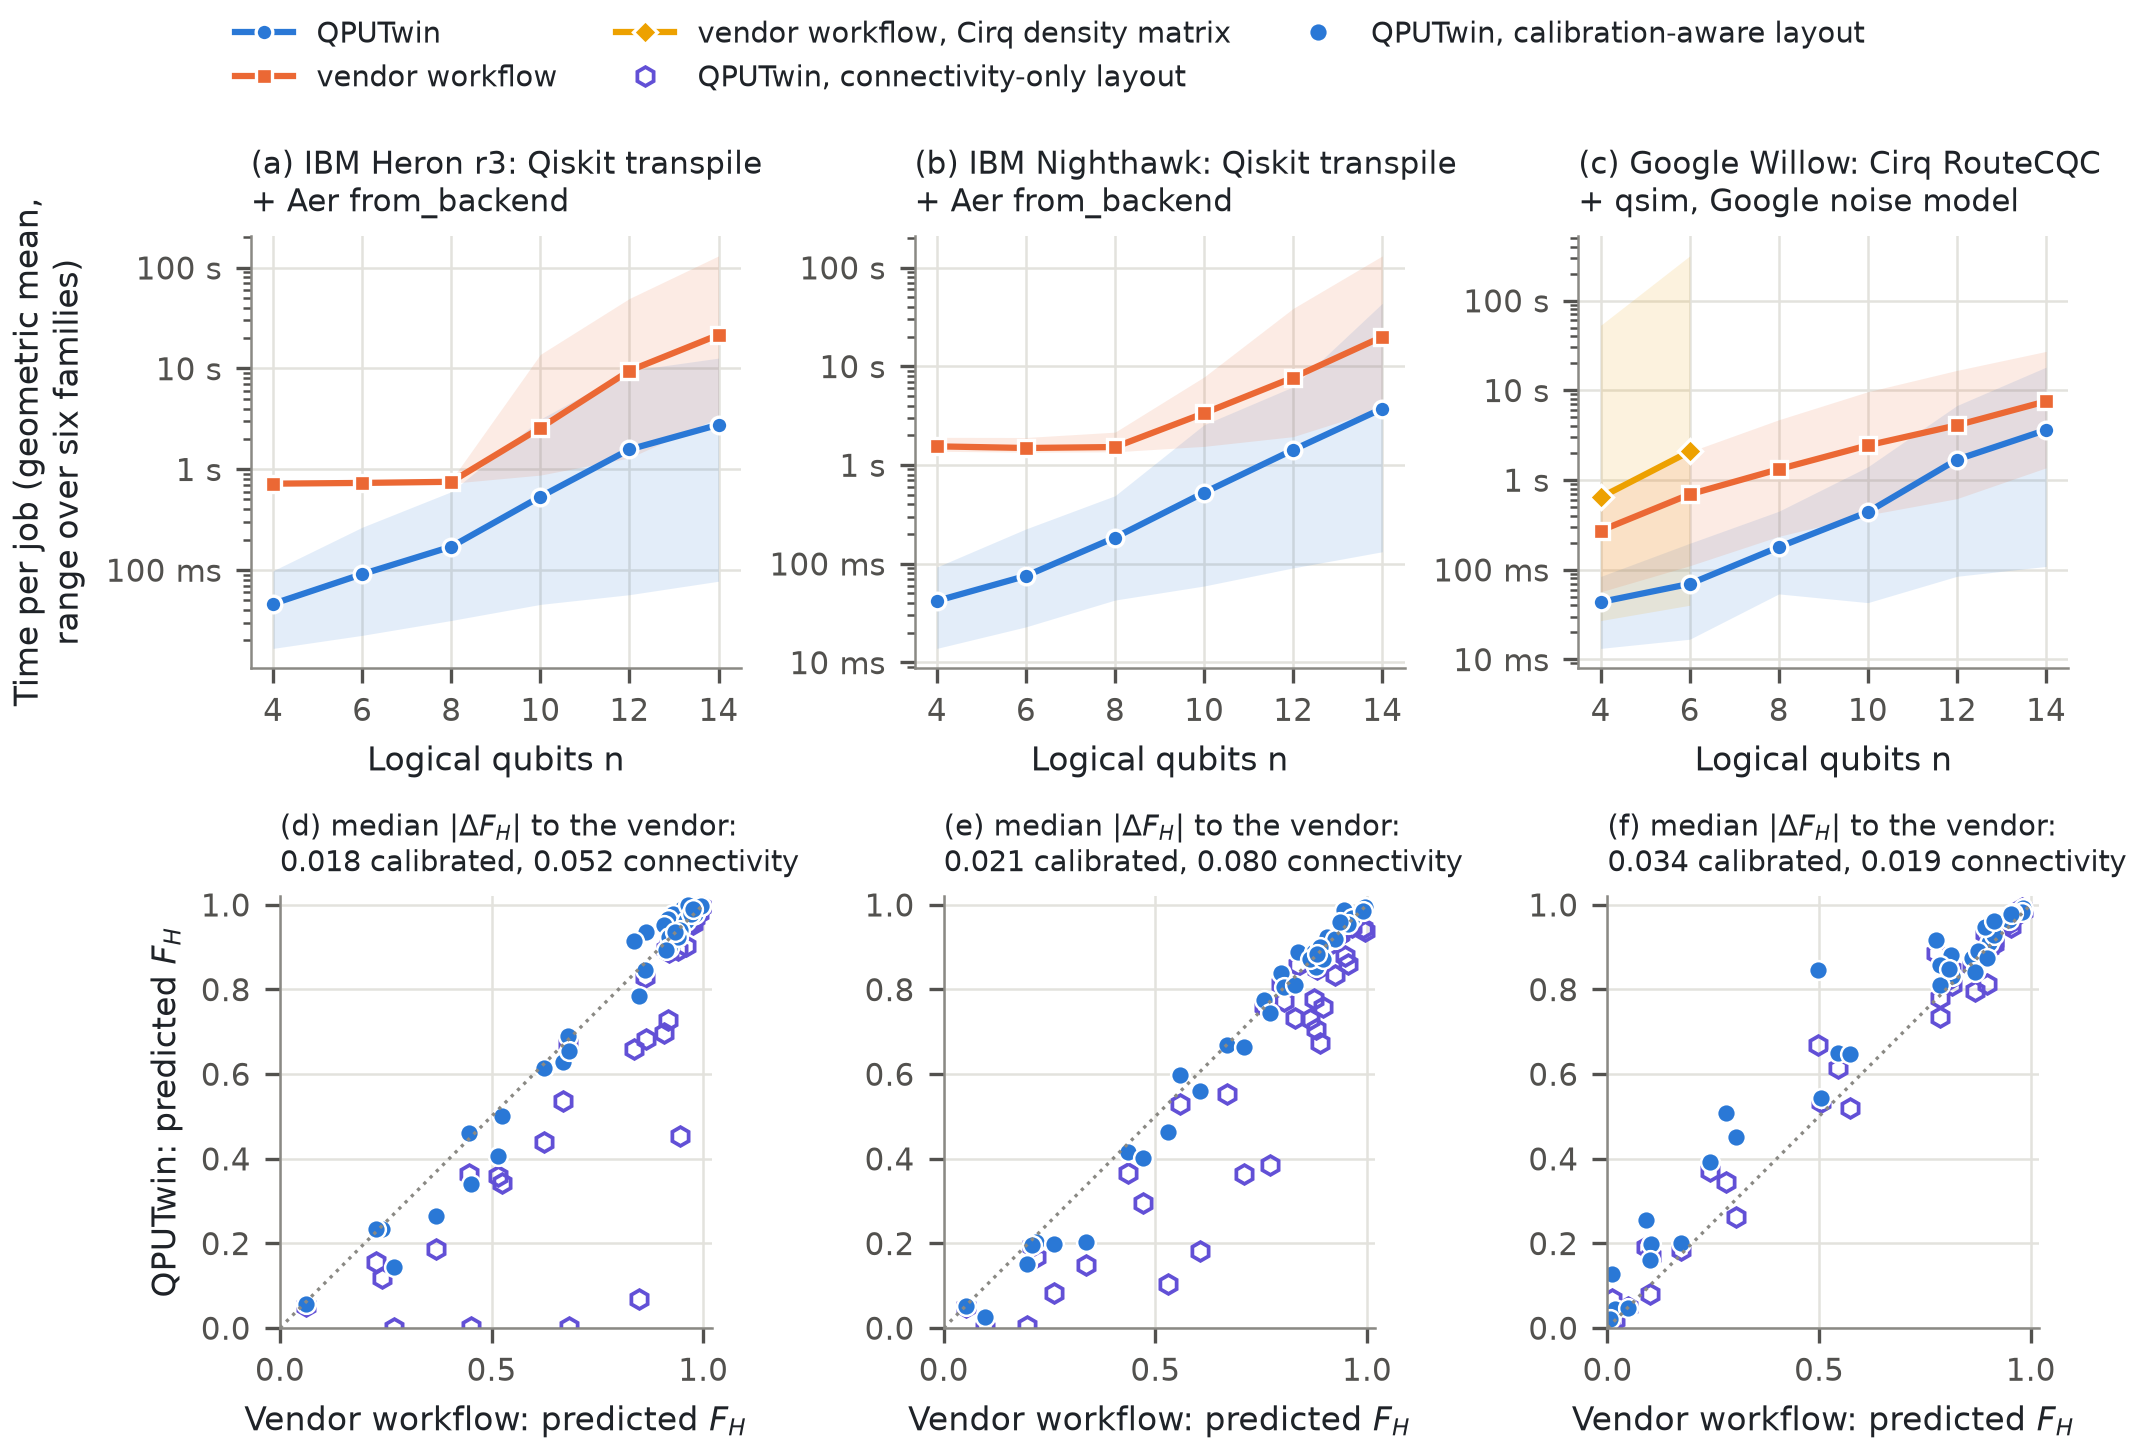 QPUTwin
vendor workflow
vendor workflow, Cirq density matrix
QPUTwin, connectivity-only layout
QPUTwin, calibration-aware layout
Time per job (geometric mean,
range over six families)
(a) IBM Heron r3: Qiskit transpile
+ Aer from_backend
100 s
10 s
1 s
100 ms
4 6 8 10 12 14
Logical qubits n
(b) IBM Nighthawk: Qiskit transpile
+ Aer from_backend
100 s
10 s
1 s
100 ms
10 ms
4 6 8 10 12 14
Logical qubits n
(c) Google Willow: Cirq RouteCQC
+ qsim, Google noise model
100 s
10 s
1 s
100 ms
10 ms
4 6 8 10 12 14
Logical qubits n
QPUTwin: predicted F_H
(d) median |ΔF_H| to the vendor:
0.018 calibrated, 0.052 connectivity
1.0
0.8
0.6
0.4
0.2
0.0
0.0 0.5 1.0
Vendor workflow: predicted F_H
(e) median |ΔF_H| to the vendor:
0.021 calibrated, 0.080 connectivity
1.0
0.8
0.6
0.4
0.2
0.0
0.0 0.5 1.0
Vendor workflow: predicted F_H
(f) median |ΔF_H| to the vendor:
0.034 calibrated, 0.019 connectivity
1.0
0.8
0.6
0.4
0.2
0.0
0.0 0.5 1.0
Vendor workflow: predicted F_H